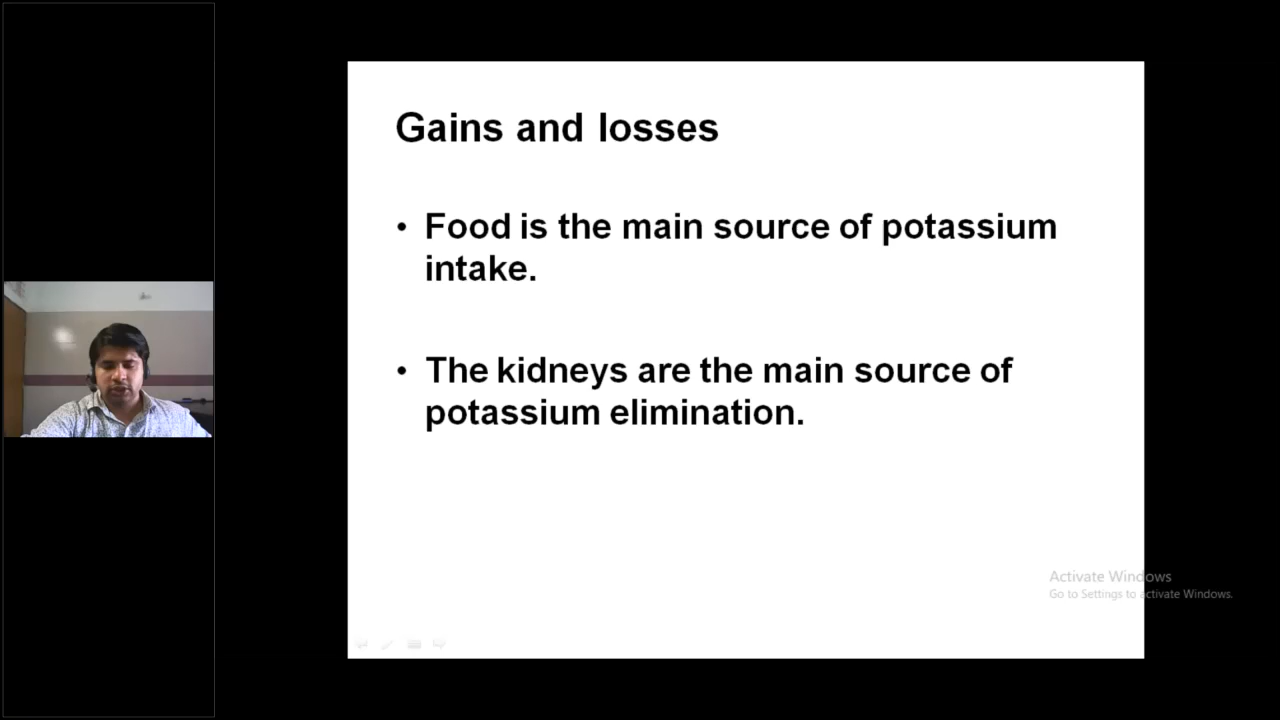 Gains and losses
• Food is the main source of potassium
intake.
• The kidneys are the main source of
potassium elimination.
Activate Windows
Go to Settings to activate Windows.